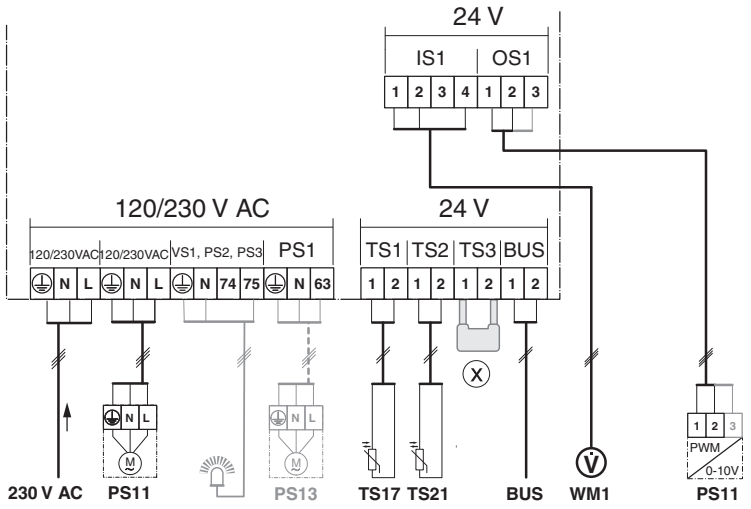 24 V
IS1 OS1
1 2 3 4 1 2 3
120/230 V AC 24 V
120/230VAC 120/230VAC VS1, PS2, PS3 PS1 TS1 TS2 TS3 BUS
N L N L N 74 75 N 63 1 2 1 2 1 2 1 2
X
N L N L 1 2 3
M ~ M ~ V̇ PWM
0-10V
230 V AC PS11 PS13 TS17 TS21 BUS WM1 PS11